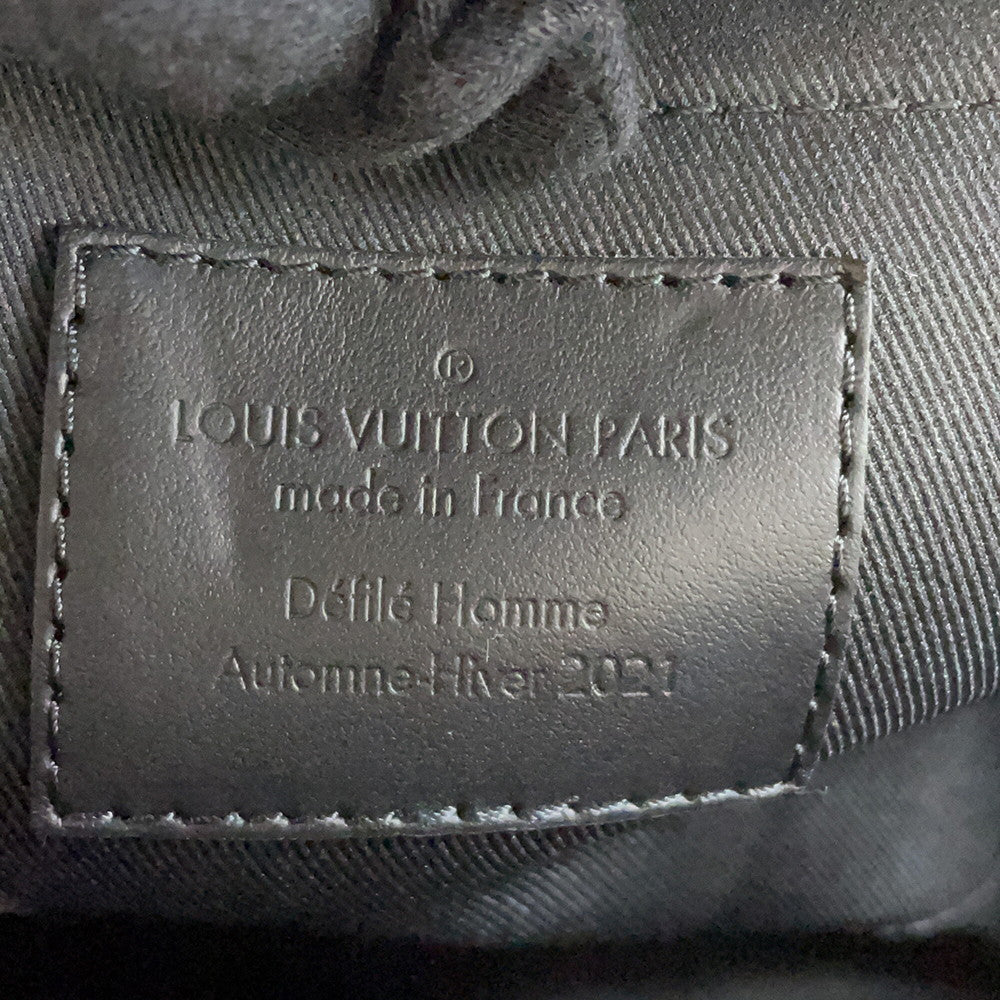 ®
LOUIS VUITTON PARIS
made in France
Défilé Homme
Automne-Hiver 2021